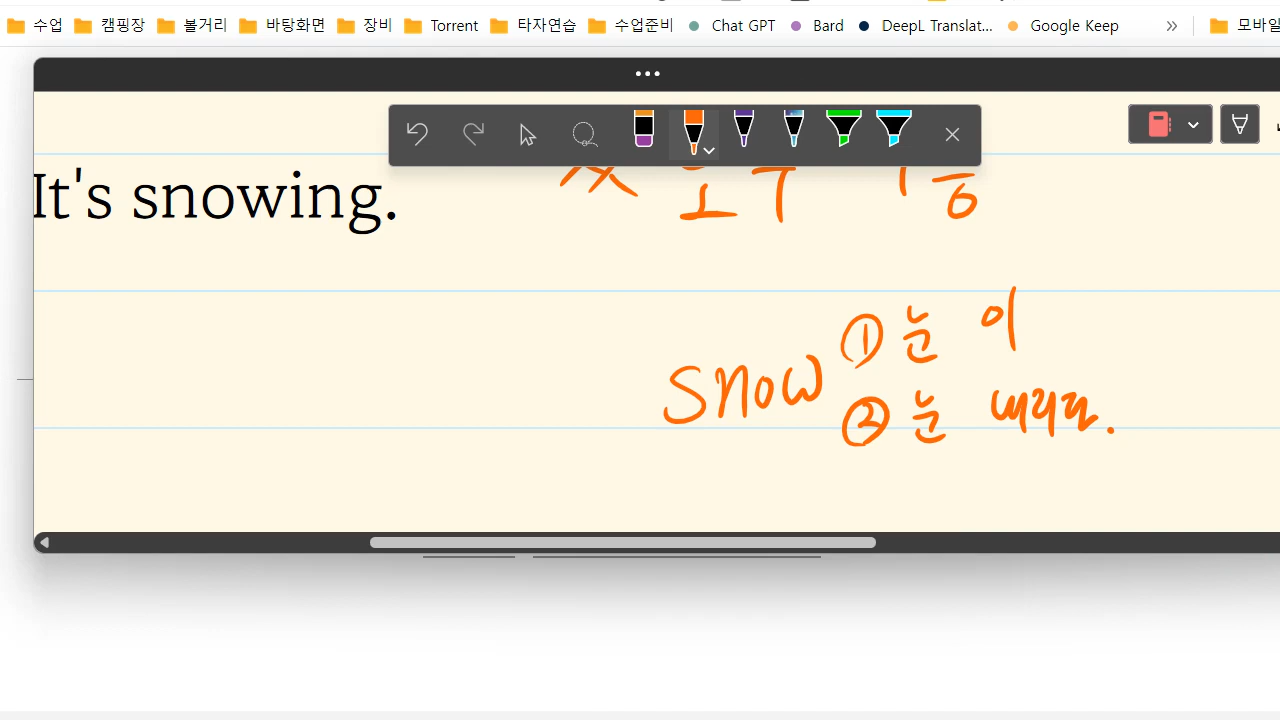 수업 캠핑장 볼거리 바탕화면 장비 Torrent 타자연습 수업준비 Chat GPT Bard DeepL Translat... Google Keep » 모바일
It's snowing.
snow ① 눈 이
② 눈 내리다.